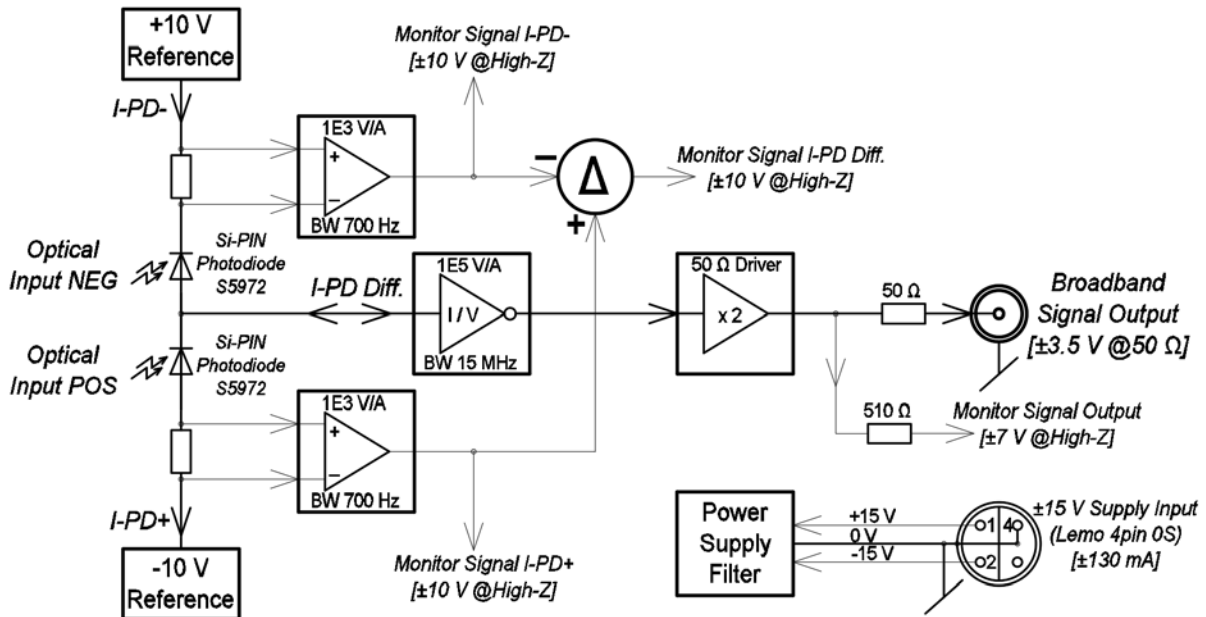 +10 V
Reference
I-PD-
Monitor Signal I-PD-
[±10 V @High-Z]
1E3 V/A
+
−
BW 700 Hz
−
Δ
+
Monitor Signal I-PD Diff.
[±10 V @High-Z]
Optical
Input NEG
Si-PIN
Photodiode
S5972
I-PD Diff.
1E5 V/A
I / V
BW 15 MHz
50 Ω Driver
x 2
50 Ω
Broadband
Signal Output
[±3.5 V @50 Ω]
Optical
Input POS
Si-PIN
Photodiode
S5972
1E3 V/A
+
−
BW 700 Hz
510 Ω
Monitor Signal Output
[±7 V @High-Z]
I-PD+
-10 V
Reference
Monitor Signal I-PD+
[±10 V @High-Z]
Power
Supply
Filter
+15 V
0 V
-15 V
1
4
2
±15 V Supply Input
(Lemo 4pin 0S)
[±130 mA]